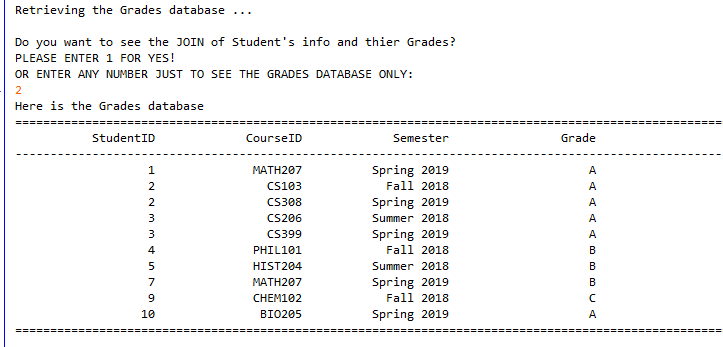 Retrieving the Grades database ...
Do you want to see the JOIN of Student's info and thier Grades?
PLEASE ENTER 1 FOR YES!
OR ENTER ANY NUMBER JUST TO SEE THE GRADES DATABASE ONLY:
2
Here is the Grades database
====================================================================================================
StudentID CourseID Semester Grade
----------------------------------------------------------------------------------------------------
1 MATH207 Spring 2019 A
2 CS103 Fall 2018 A
2 CS308 Spring 2019 A
3 CS206 Summer 2018 A
3 CS399 Spring 2019 A
4 PHIL101 Fall 2018 B
5 HIST204 Summer 2018 B
7 MATH207 Spring 2019 B
9 CHEM102 Fall 2018 C
10 BIO205 Spring 2019 A
====================================================================================================